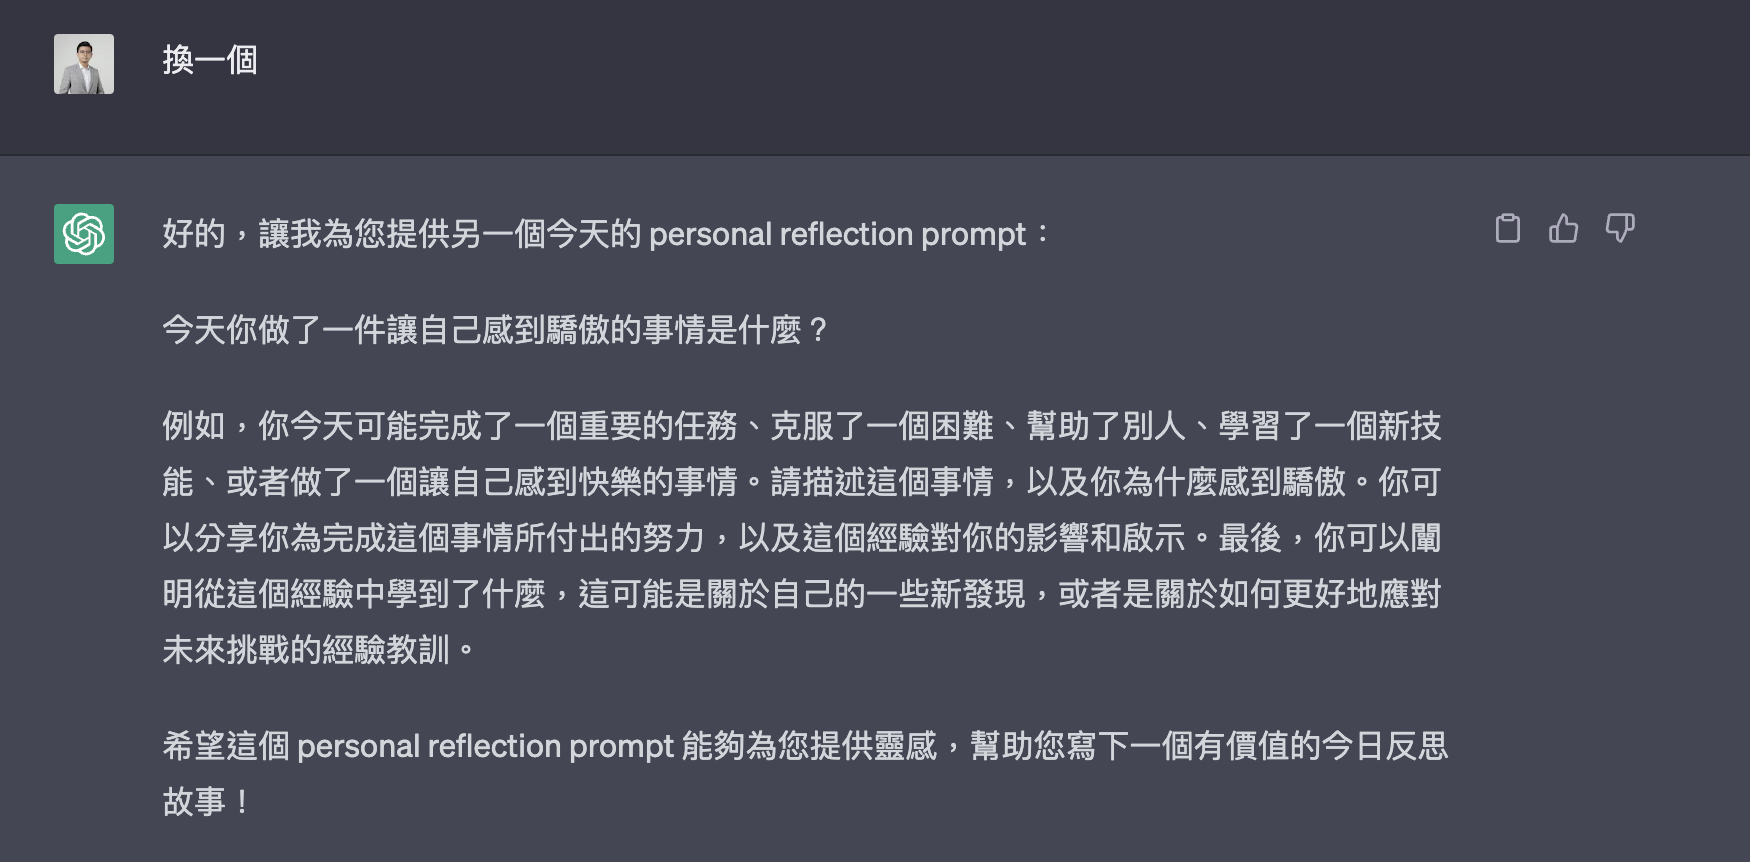 換一個
好的，讓我為您提供另一個今天的 personal reflection prompt：
今天你做了一件讓自己感到驕傲的事情是什麼？
例如，你今天可能完成了一個重要的任務、克服了一個困難、幫助了別人、學習了一個新技
能、或者做了一個讓自己感到快樂的事情。請描述這個事情，以及你為什麼感到驕傲。你可
以分享你為完成這個事情所付出的努力，以及這個經驗對你的影響和啟示。最後，你可以闡
明從這個經驗中學到了什麼，這可能是關於自己的一些新發現，或者是關於如何更好地應對
未來挑戰的經驗教訓。
希望這個 personal reflection prompt 能夠為您提供靈感，幫助您寫下一個有價值的今日反思
故事！